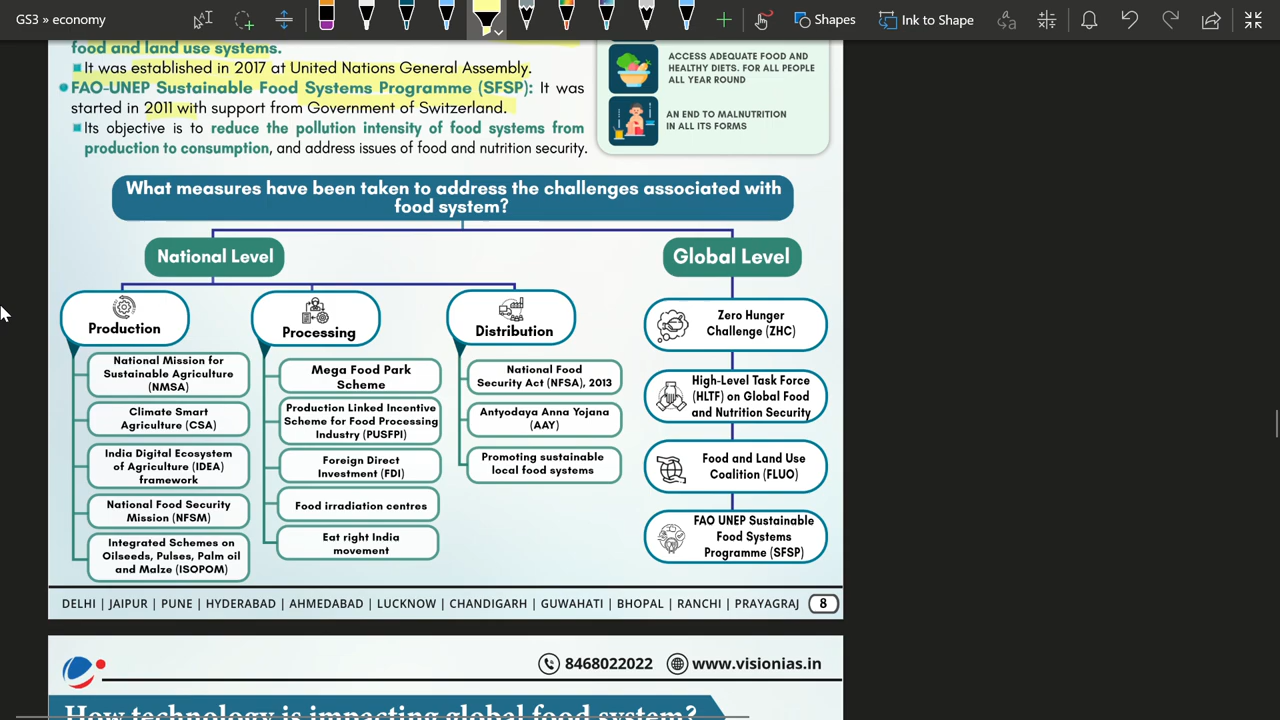 GS3 » economy
Shapes
Ink to Shape
food and land use systems.
It was established in 2017 at United Nations General Assembly.
FAO-UNEP Sustainable Food Systems Programme (SFSP): It was
started in 2011 with support from Government of Switzerland.
Its objective is to reduce the pollution intensity of food systems from
production to consumption, and address issues of food and nutrition security.
ACCESS ADEQUATE FOOD AND
HEALTHY DIETS. FOR ALL PEOPLE
ALL YEAR ROUND
AN END TO MALNUTRITION
IN ALL ITS FORMS
What measures have been taken to address the challenges associated with
food system?
National Level
Production
National Mission for
Sustainable Agriculture
(NMSA)
Climate Smart
Agriculture (CSA)
India Digital Ecosystem
of Agriculture (IDEA)
framework
National Food Security
Mission (NFSM)
Integrated Schemes on
Oilseeds, Pulses, Palm oil
and Malze (ISOPOM)
Processing
Mega Food Park
Scheme
Production Linked Incentive
Scheme for Food Processing
Industry (PUSFPI)
Foreign Direct
Investment (FDI)
Food irradiation centres
Eat right India
movement
Distribution
National Food
Security Act (NFSA), 2013
Antyodaya Anna Yojana
(AAY)
Promoting sustainable
local food systems
Global Level
Zero Hunger
Challenge (ZHC)
High-Level Task Force
(HLTF) on Global Food
and Nutrition Security
Food and Land Use
Coalition (FLUO)
FAO UNEP Sustainable
Food Systems
Programme (SFSP)
DELHI | JAIPUR | PUNE | HYDERABAD | AHMEDABAD | LUCKNOW | CHANDIGARH | GUWAHATI | BHOPAL | RANCHI | PRAYAGRAJ 8
8468022022 www.visionias.in
How technology is impacting global food system?